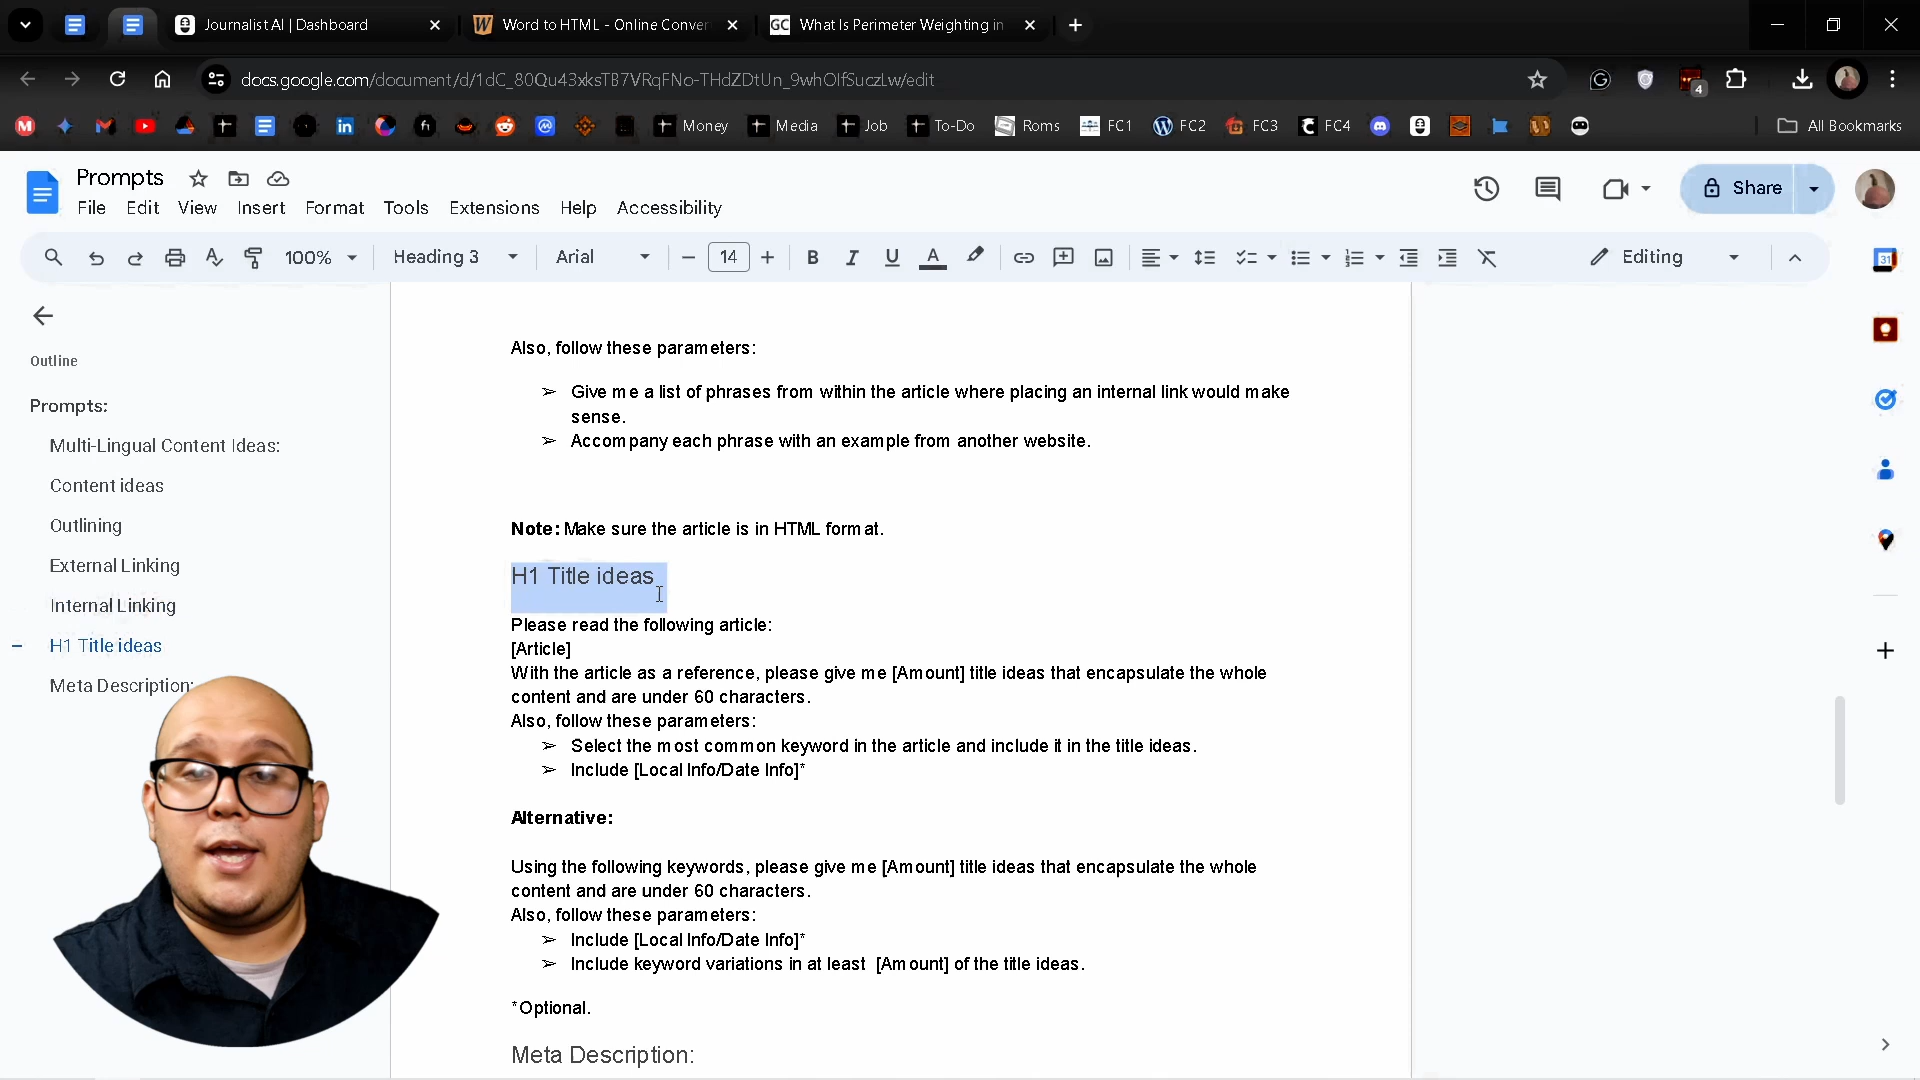 Journalist AI | Dashboard
Word to HTML - Online Conver
GC
What Is Perimeter Weighting in
docs.google.com/document/d/1dC_80Qu43xksTB7VRqFNo-THdZDtUn_9whOlfSuczLw/edit
4
Money
Media
Job
To-Do
Roms
FC1
FC2
FC3
FC4
All Bookmarks
Prompts
Share
File Edit View Insert Format Tools Extensions Help Accessibility
100%
Heading 3
Arial
14
Editing
31
Outline
Prompts:
Multi-Lingual Content Ideas:
Content ideas
Outlining
External Linking
Internal Linking
H1 Title ideas
Meta Description:
Also, follow these parameters:
➢ Give me a list of phrases from within the article where placing an internal link would make
sense.
➢ Accompany each phrase with an example from another website.
Note: Make sure the article is in HTML format.
H1 Title ideas
Please read the following article:
[Article]
With the article as a reference, please give me [Amount] title ideas that encapsulate the whole
content and are under 60 characters.
Also, follow these parameters:
➢ Select the most common keyword in the article and include it in the title ideas.
➢ Include [Local Info/Date Info]*
Alternative:
Using the following keywords, please give me [Amount] title ideas that encapsulate the whole
content and are under 60 characters.
Also, follow these parameters:
➢ Include [Local Info/Date Info]*
➢ Include keyword variations in at least [Amount] of the title ideas.
*Optional.
Meta Description: